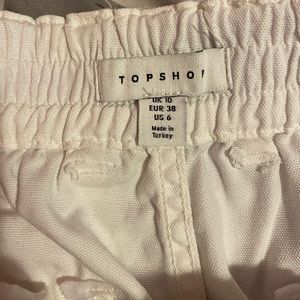 TOPSHOP
UK 10
EUR 38
US 6
Made in
Turkey